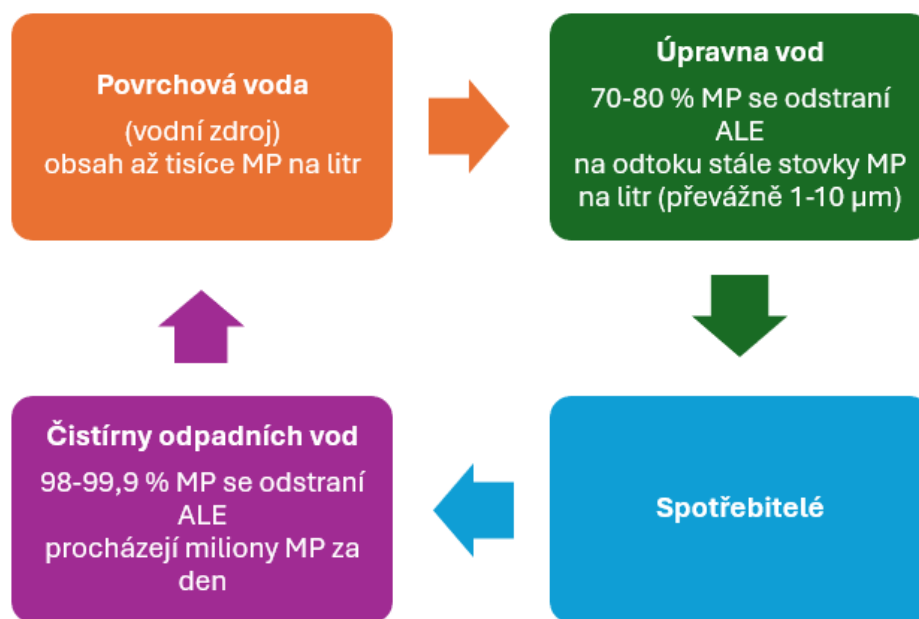 Povrchová voda
(vodní zdroj)
obsah až tisíce MP na litr
Úpravna vod
70-80 % MP se odstraní
ALE
na odtoku stále stovky MP
na litr (převážně 1-10 µm)
Čistírny odpadních vod
98-99,9 % MP se odstraní
ALE
procházejí miliony MP za
den
Spotřebitelé